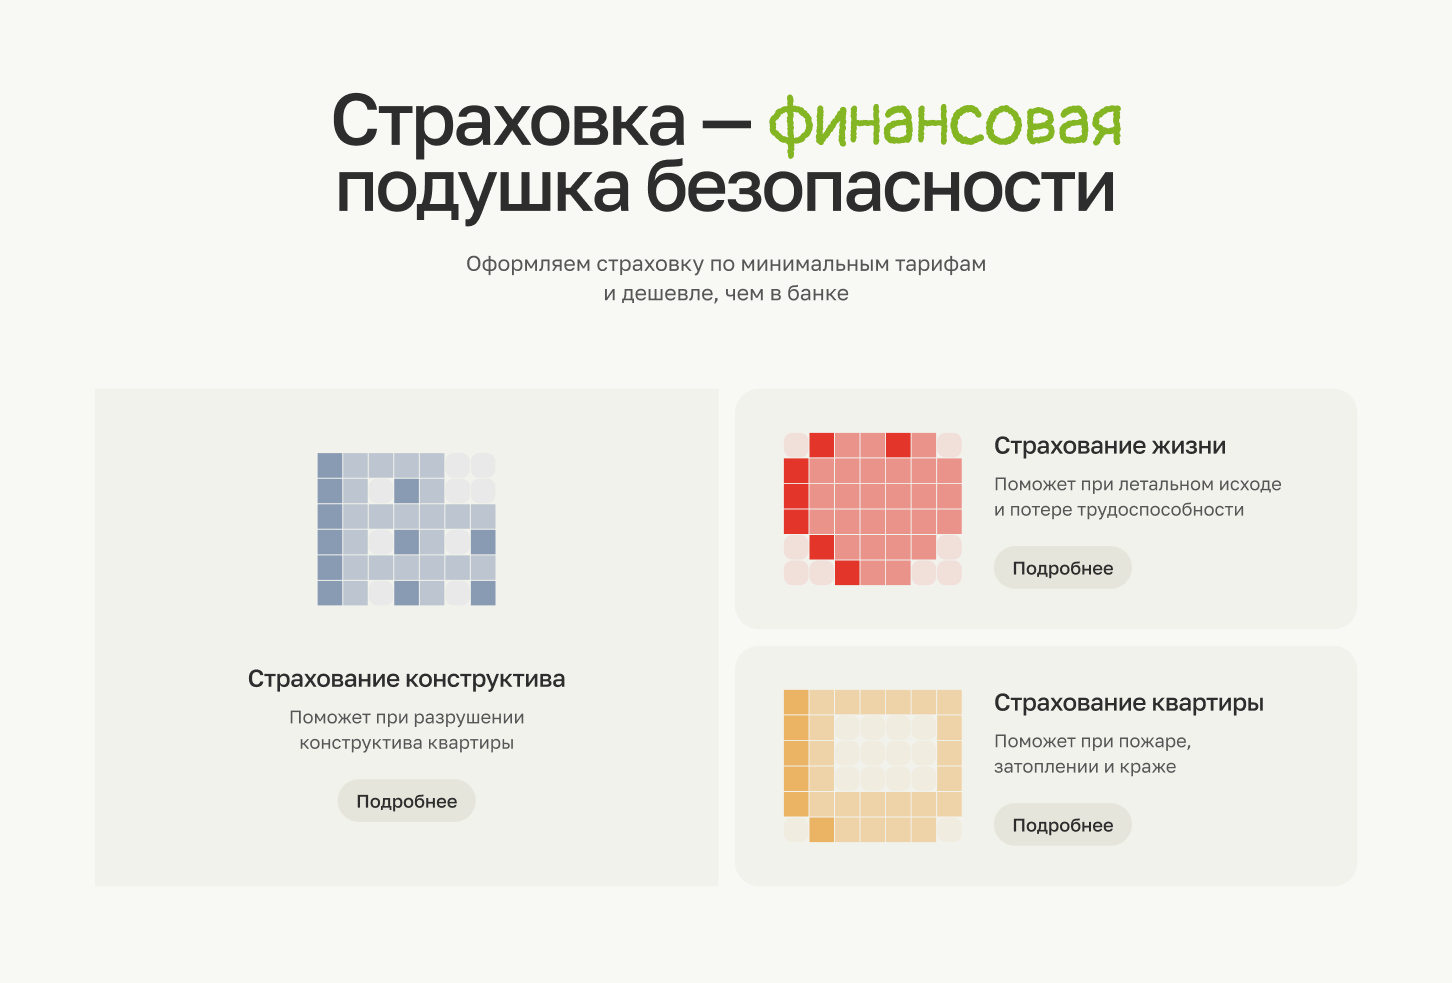 Страховка — финансовая
подушка безопасности
Оформляем страховку по минимальным тарифам
и дешевле, чем в банке
Страхование конструктива
Поможет при разрушении
конструктива квартиры
Подробнее
Страхование жизни
Поможет при летальном исходе
и потере трудоспособности
Подробнее
Страхование квартиры
Поможет при пожаре,
затоплении и краже
Подробнее